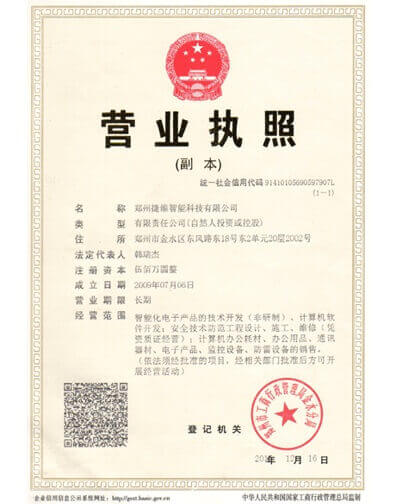 营业执照
(副 本)
统一社会信用代码 91410105690597907L
(1-1)
名 称 郑州捷维智能科技有限公司
类 型 有限责任公司(自然人投资或控股)
住 所 郑州市金水区东风路东18号东2单元20层2002号
法定代表人 韩瑞杰
注册资本 伍佰万圆整
成立日期 2009年07月06日
营业期限 长期
经营范围 智能化电子产品的技术开发（非研制）、计算机软
件开发；安全技术防范工程设计、施工、维修（凭
资质证经营）；计算机办公耗材、办公用品、通讯
器材、电子产品、监控设备、防雷设备的销售。
（依法须经批准的项目，经相关部门批准后方可开
展经营活动）
郑州市工商行政管理局金水分局
登记机关
年 12月16日
企业信用信息公示系统网址：http://gsxt.haaic.gov.cn
中华人民共和国国家工商行政管理总局监制